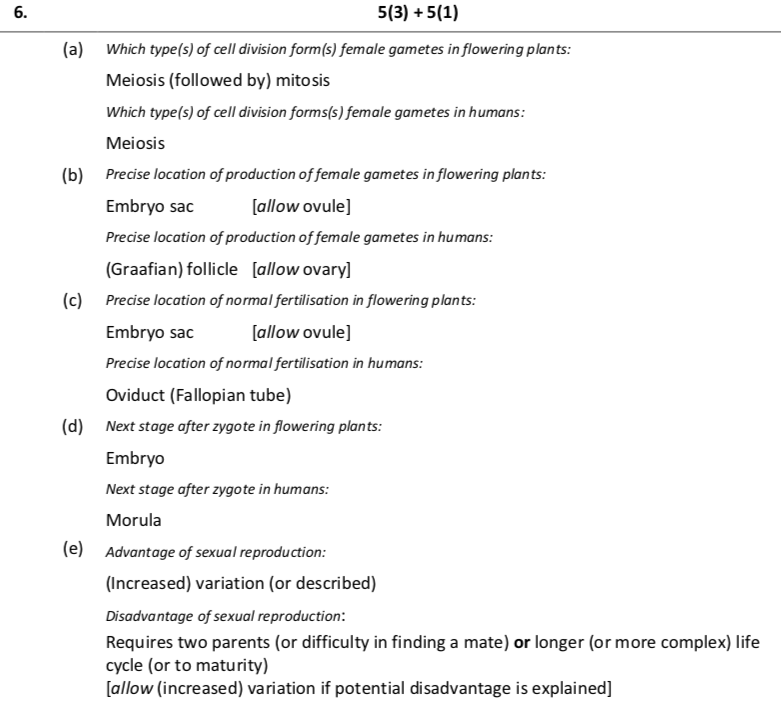 6. 5(3) + 5(1)
(a) Which type(s) of cell division form(s) female gametes in flowering plants:
Meiosis (followed by) mitosis
Which type(s) of cell division forms(s) female gametes in humans:
Meiosis
(b) Precise location of production of female gametes in flowering plants:
Embryo sac [allow ovule]
Precise location of production of female gametes in humans:
(Graafian) follicle [allow ovary]
(c) Precise location of normal fertilisation in flowering plants:
Embryo sac [allow ovule]
Precise location of normal fertilisation in humans:
Oviduct (Fallopian tube)
(d) Next stage after zygote in flowering plants:
Embryo
Next stage after zygote in humans:
Morula
(e) Advantage of sexual reproduction:
(Increased) variation (or described)
Disadvantage of sexual reproduction:
Requires two parents (or difficulty in finding a mate) or longer (or more complex) life
cycle (or to maturity)
[allow (increased) variation if potential disadvantage is explained]